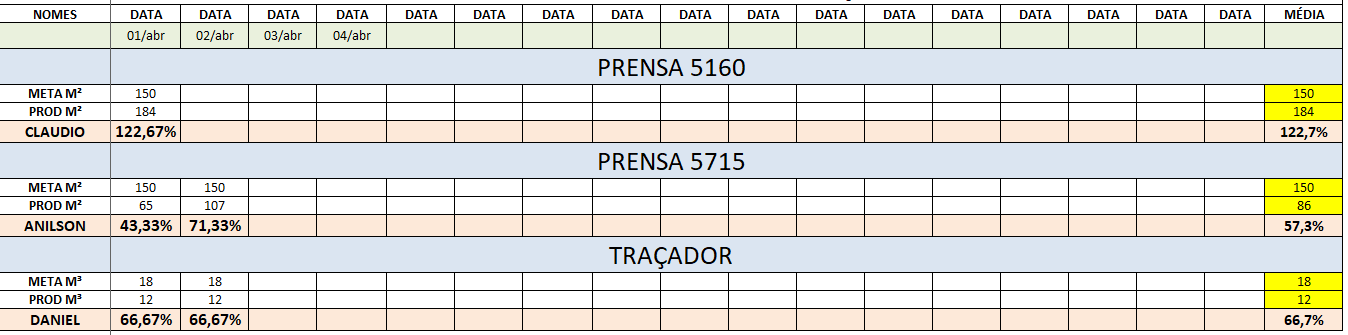 NOMES DATA DATA DATA DATA DATA DATA DATA DATA DATA DATA DATA DATA DATA DATA DATA DATA DATA MÉDIA
01/abr 02/abr 03/abr 04/abr
PRENSA 5160
META M² 150 150
PROD M² 184 184
CLAUDIO 122,67% 122,7%
PRENSA 5715
META M² 150 150 150
PROD M² 65 107 86
ANILSON 43,33% 71,33% 57,3%
TRAÇADOR
META M³ 18 18 18
PROD M³ 12 12 12
DANIEL 66,67% 66,67% 66,7%